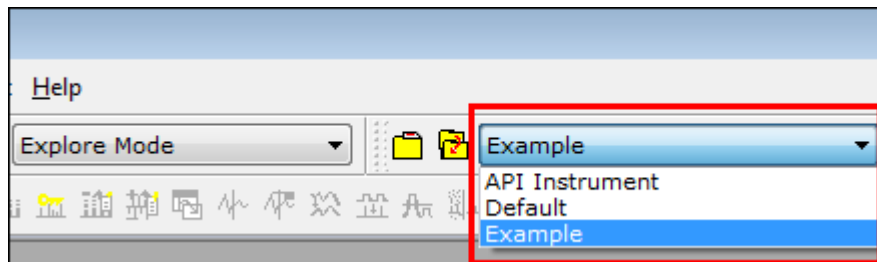 Help
Explore Mode
Example
API Instrument
Default
Example